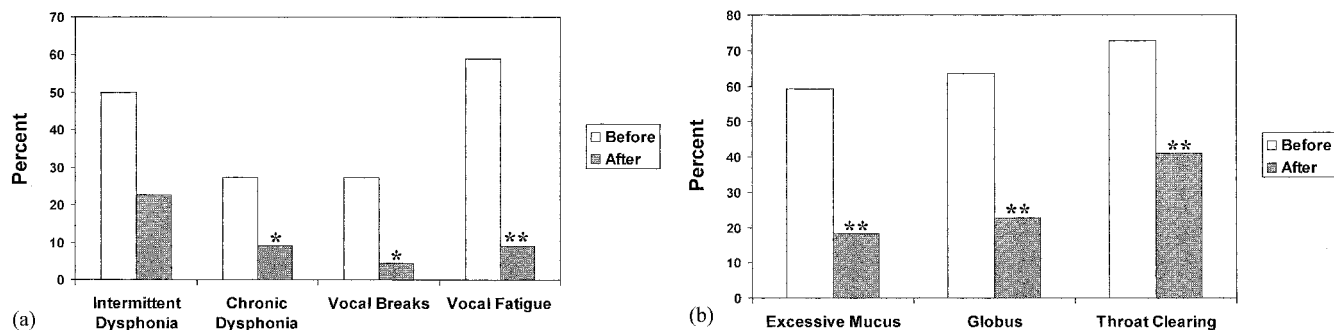 70
60
50
40
30
20
10
0
Percent
Intermittent
Dysphonia
Chronic
Dysphonia
Vocal Breaks
Vocal Fatigue
*
*
**
Before
After
(a)
80
70
60
50
40
30
20
10
0
Percent
Excessive Mucus
Globus
Throat Clearing
**
**
**
Before
After
(b)